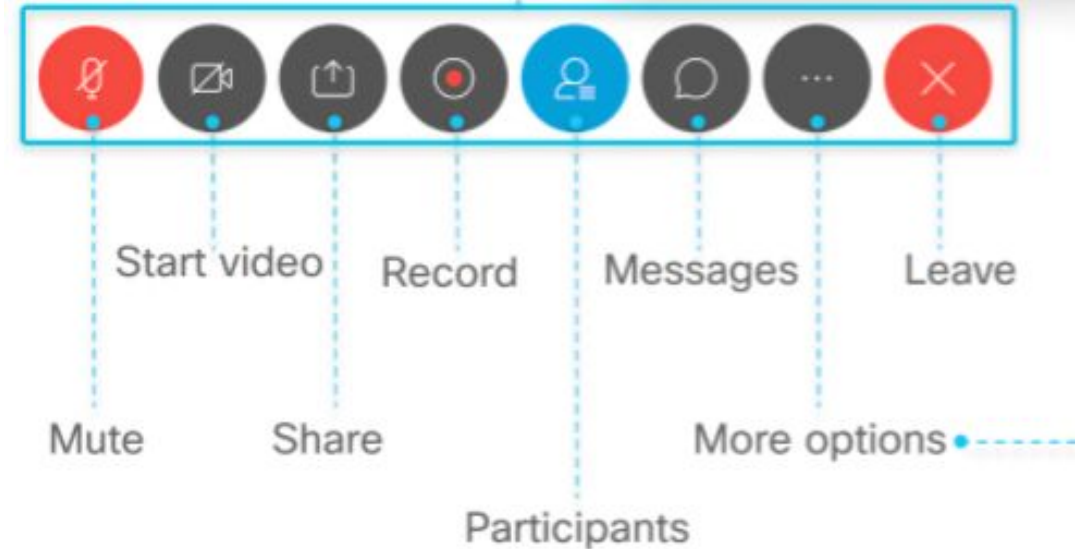 Start video
Record
Messages
Leave
Mute
Share
More options
Participants